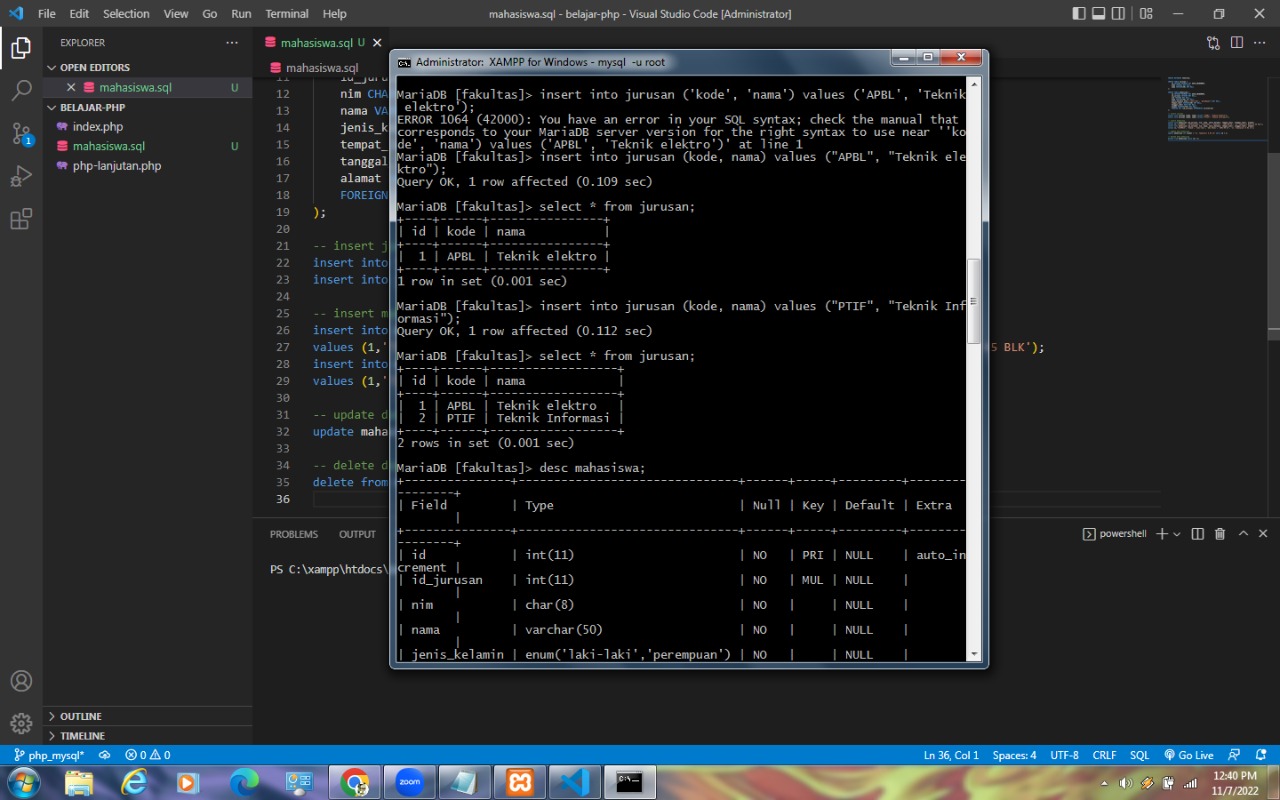 File Edit Selection View Go Run Terminal Help
mahasiswa.sql - belajar-php - Visual Studio Code [Administrator]
EXPLORER
mahasiswa.sql U
OPEN EDITORS
mahasiswa.sql U
mahasiswa.sql
BELAJAR-PHP
index.php
mahasiswa.sql U
php-lanjutan.php
11 id_juru
12 nim CHA
13 nama VA
14 jenis_k
15 tempat_
16 tanggal
17 alamat
18 FOREIGN
19 );
20
21 -- insert j
22 insert into
23 insert into
24
25 -- insert m
26 insert into
27 values (1,' 5 BLK');
28 insert into
29 values (1,'
30
31 -- update d
32 update maha
33
34 -- delete d
35 delete from
36
Administrator: XAMPP for Windows - mysql -u root
MariaDB [fakultas]> insert into jurusan ('kode', 'nama') values ('APBL', 'Teknik
elektro');
ERROR 1064 (42000): You have an error in your SQL syntax; check the manual that
corresponds to your MariaDB server version for the right syntax to use near ''ko
de', 'nama') values ('APBL', 'Teknik elektro')' at line 1
MariaDB [fakultas]> insert into jurusan (kode, nama) values ("APBL", "Teknik ele
ktro");
Query OK, 1 row affected (0.109 sec)
MariaDB [fakultas]> select * from jurusan;
+----+------+----------------+
| id | kode | nama |
+----+------+----------------+
| 1 | APBL | Teknik elektro |
+----+------+----------------+
1 row in set (0.001 sec)
MariaDB [fakultas]> insert into jurusan (kode, nama) values ("PTIF", "Teknik Inf
ormasi");
Query OK, 1 row affected (0.112 sec)
MariaDB [fakultas]> select * from jurusan;
+----+------+------------------+
| id | kode | nama |
+----+------+------------------+
| 1 | APBL | Teknik elektro |
| 2 | PTIF | Teknik Informasi |
+----+------+------------------+
2 rows in set (0.001 sec)
MariaDB [fakultas]> desc mahasiswa;
+---------------+-------------------------------+------+-----+---------+--------
--------+
| Field | Type | Null | Key | Default | Extra
|
+---------------+-------------------------------+------+-----+---------+--------
--------+
| id | int(11) | NO | PRI | NULL | auto_in
crement |
| id_jurusan | int(11) | NO | MUL | NULL |
|
| nim | char(8) | NO | | NULL |
|
| nama | varchar(50) | NO | | NULL |
|
| jenis_kelamin | enum('laki-laki','perempuan') | NO | | NULL |
PROBLEMS OUTPUT
powershell
PS C:\xampp\htdocs\
OUTLINE
TIMELINE
php_mysql* 0 0
Ln 36, Col 1 Spaces: 4 UTF-8 CRLF SQL Go Live
zoom
12:40 PM
11/7/2022